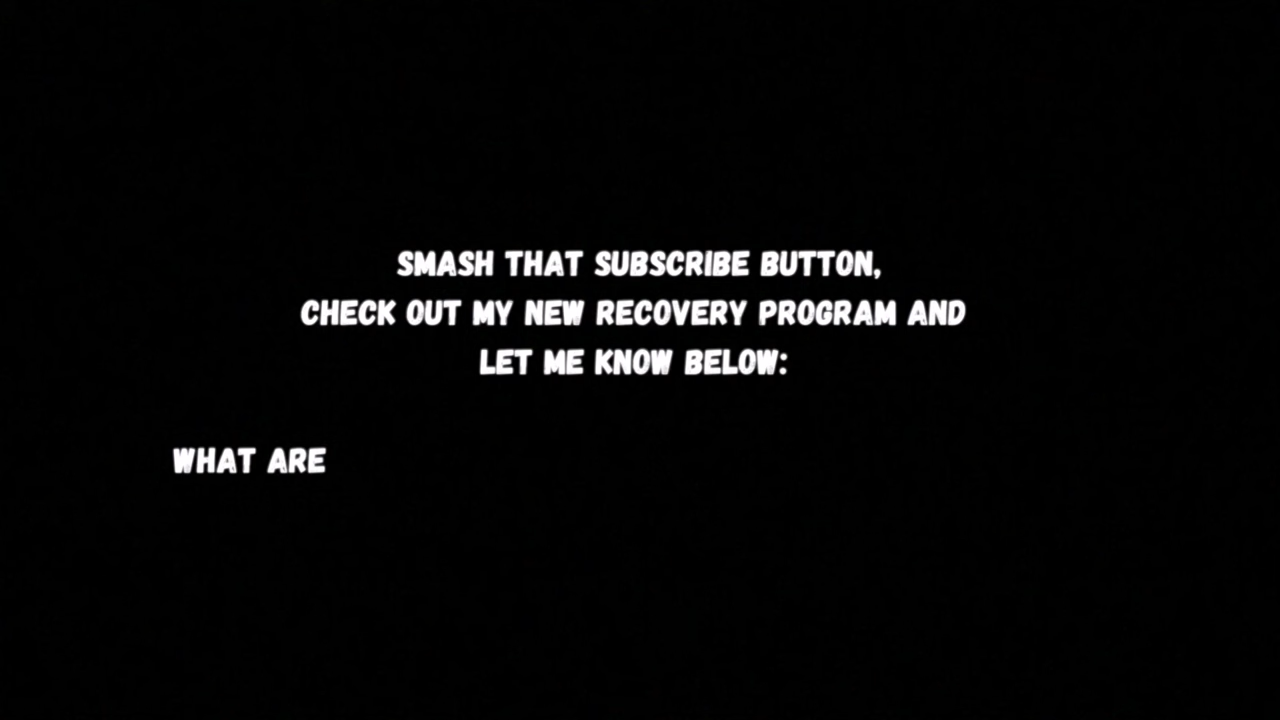 SMASH THAT SUBSCRIBE BUTTON,
CHECK OUT MY NEW RECOVERY PROGRAM AND
LET ME KNOW BELOW:
WHAT ARE